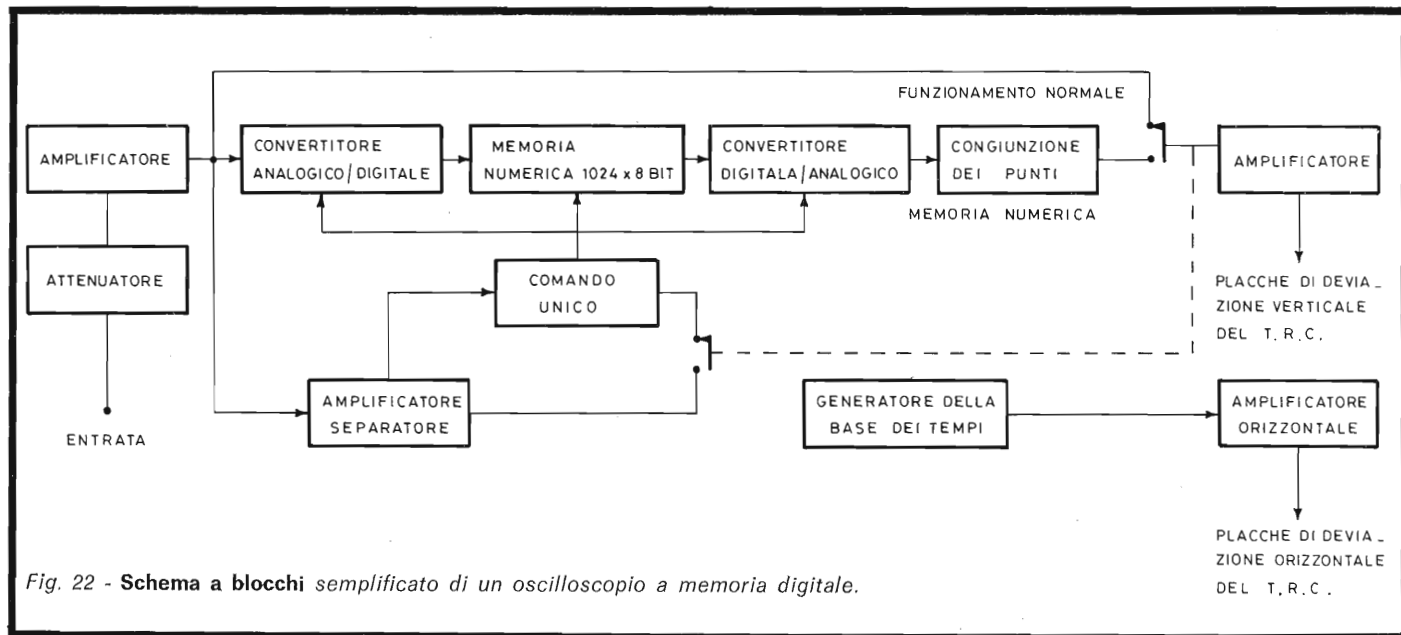 FUNZIONAMENTO NORMALE
AMPLIFICATORE
CONVERTITORE
ANALOGICO/DIGITALE
MEMORIA
NUMERICA 1024 x 8 BIT
CONVERTITORE
DIGITALA/ANALOGICO
CONGIUNZIONE
DEI PUNTI
AMPLIFICATORE
MEMORIA NUMERICA
ATTENUATORE
COMANDO
UNICO
PLACCHE DI DEVIA_
ZIONE VERTICALE
DEL T.R.C.
ENTRATA
AMPLIFICATORE
SEPARATORE
GENERATORE DELLA
BASE DEI TEMPI
AMPLIFICATORE
ORIZZONTALE
PLACCHE DI DEVIA_
ZIONE ORIZZONTALE
DEL T.R.C.
Fig. 22 - Schema a blocchi semplificato di un oscilloscopio a memoria digitale.